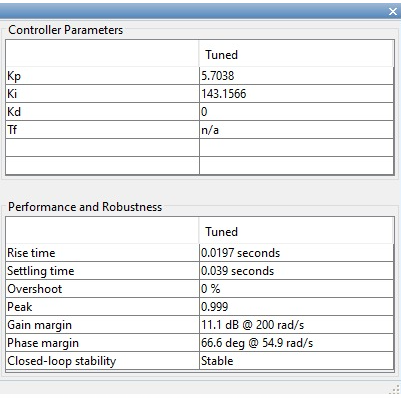 Controller Parameters
Tuned
Kp 5.7038
Ki 143.1566
Kd 0
Tf n/a
Performance and Robustness
Tuned
Rise time 0.0197 seconds
Settling time 0.039 seconds
Overshoot 0 %
Peak 0.999
Gain margin 11.1 dB @ 200 rad/s
Phase margin 66.6 deg @ 54.9 rad/s
Closed-loop stability Stable